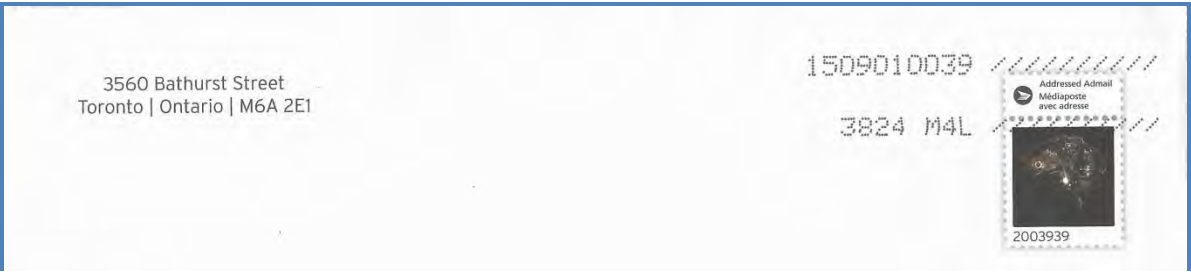 3560 Bathurst Street
Toronto | Ontario | M6A 2E1
1509010039
3824 M4L
Addressed Admail
Médiaposte
avec adresse
2003939